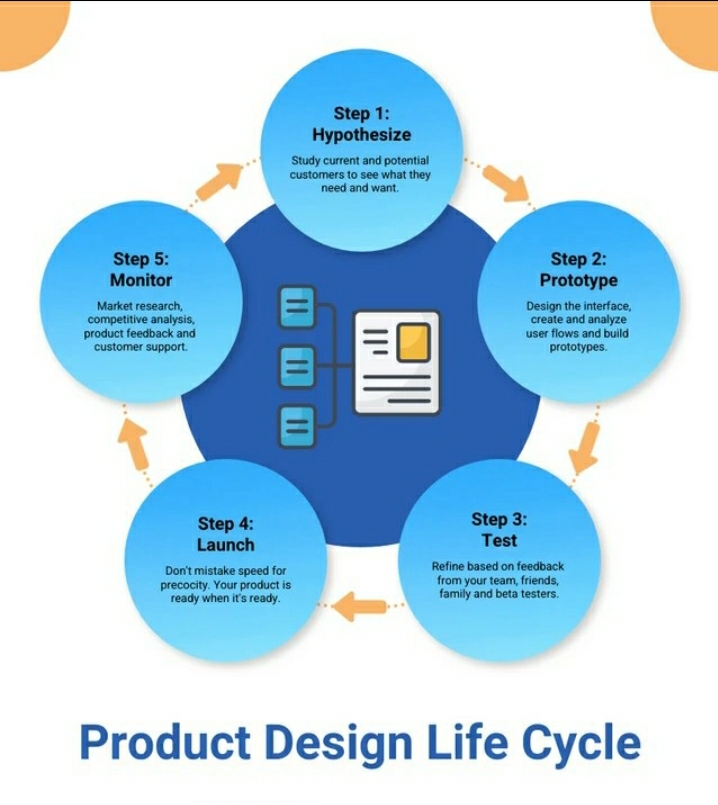 Step 1:
Hypothesize
Study current and potential
customers to see what they
need and want.
Step 2:
Prototype
Design the interface,
create and analyze
user flows and build
prototypes.
Step 3:
Test
Refine based on feedback
from your team, friends,
family and beta testers.
Step 4:
Launch
Don't mistake speed for
precocity. Your product is
ready when it's ready.
Step 5:
Monitor
Market research,
competitive analysis,
product feedback and
customer support.
Product Design Life Cycle